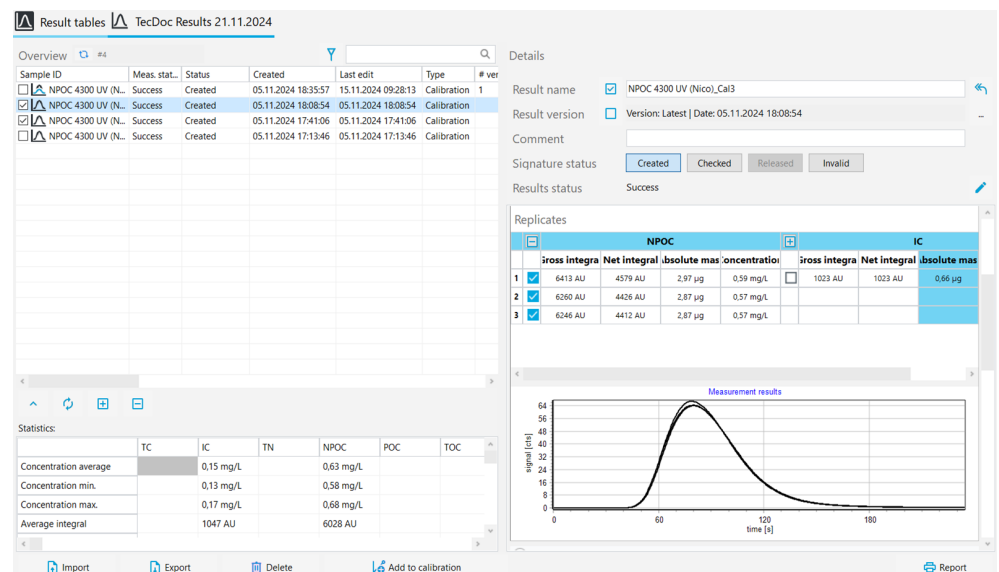 Result tables TecDoc Results 21.11.2024
Overview #4
Sample ID Meas. stat... Status Created Last edit Type # ver
NPOC 4300 UV (N... Success Created 05.11.2024 18:35:57 15.11.2024 09:28:13 Calibration 1
NPOC 4300 UV (N... Success Created 05.11.2024 18:08:54 05.11.2024 18:08:54 Calibration
NPOC 4300 UV (N... Success Created 05.11.2024 17:41:06 05.11.2024 17:41:06 Calibration
NPOC 4300 UV (N... Success Created 05.11.2024 17:13:46 05.11.2024 17:13:46 Calibration
Statistics:
TC IC TN NPOC POC TOC
Concentration average 0,15 mg/L 0,63 mg/L
Concentration min. 0,13 mg/L 0,58 mg/L
Concentration max. 0,17 mg/L 0,68 mg/L
Average integral 1047 AU 6028 AU
Import Export Delete Add to calibration
Details
Result name NPOC 4300 UV (Nico)_Cal3
Result version Version: Latest | Date: 05.11.2024 18:08:54 ...
Comment
Signature status Created Checked Released Invalid
Results status Success
Replicates
NPOC IC
Gross integra Net integral Absolute mas Concentration Gross integra Net integral Absolute mas
1 6413 AU 4579 AU 2,97 µg 0,59 mg/L 1023 AU 1023 AU 0,66 µg
2 6260 AU 4426 AU 2,87 µg 0,57 mg/L
3 6246 AU 4412 AU 2,87 µg 0,57 mg/L
Measurement results
signal [cts]
64
56
48
40
32
24
16
8
0
0 60 120 180
time [s]
Report